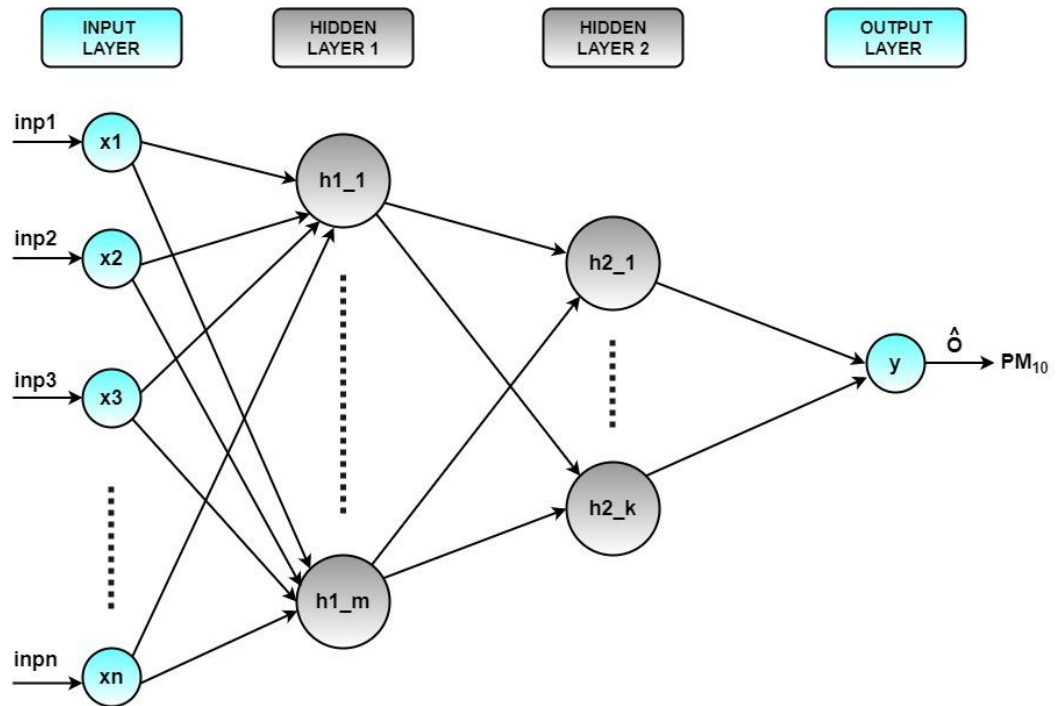 INPUT
LAYER
HIDDEN
LAYER 1
HIDDEN
LAYER 2
OUTPUT
LAYER
inp1
x1
h1_1
inp2
x2
h2_1
inp3
x3
y
Ô
PM₁₀
h2_k
h1_m
inpn
xn